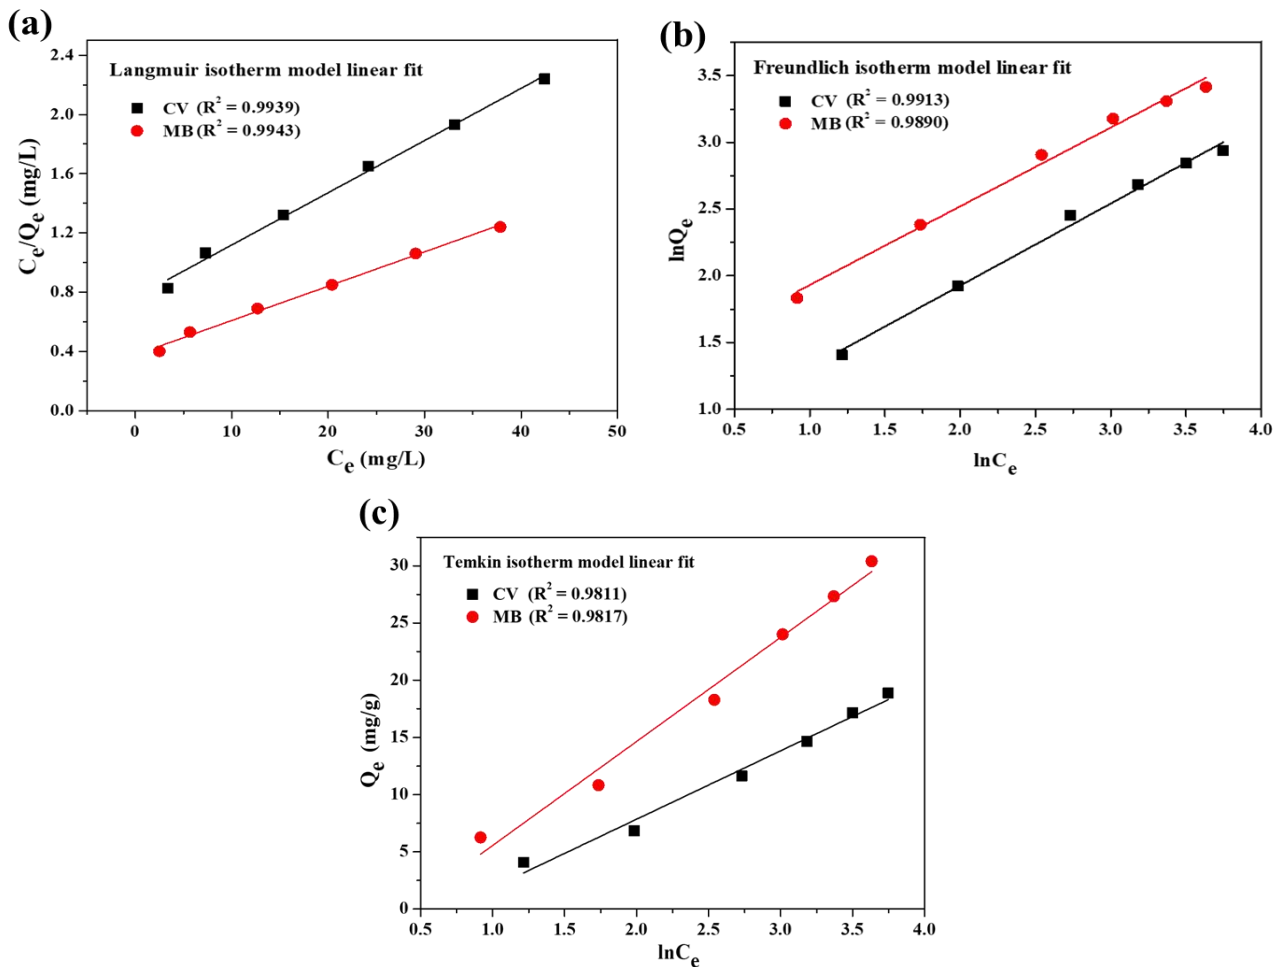 (a)
Langmuir isotherm model linear fit
CV (R² = 0.9939)
MB (R² = 0.9943)
2.4
2.0
1.6
1.2
0.8
0.4
0.0
Cₑ/Qₑ (mg/L)
0 10 20 30 40 50
Cₑ (mg/L)
(b)
Freundlich isotherm model linear fit
CV (R² = 0.9913)
MB (R² = 0.9890)
3.5
3.0
2.5
2.0
1.5
1.0
lnQₑ
0.5 1.0 1.5 2.0 2.5 3.0 3.5 4.0
lnCₑ
(c)
Temkin isotherm model linear fit
CV (R² = 0.9811)
MB (R² = 0.9817)
30
25
20
15
10
5
0
Qₑ (mg/g)
0.5 1.0 1.5 2.0 2.5 3.0 3.5 4.0
lnCₑ